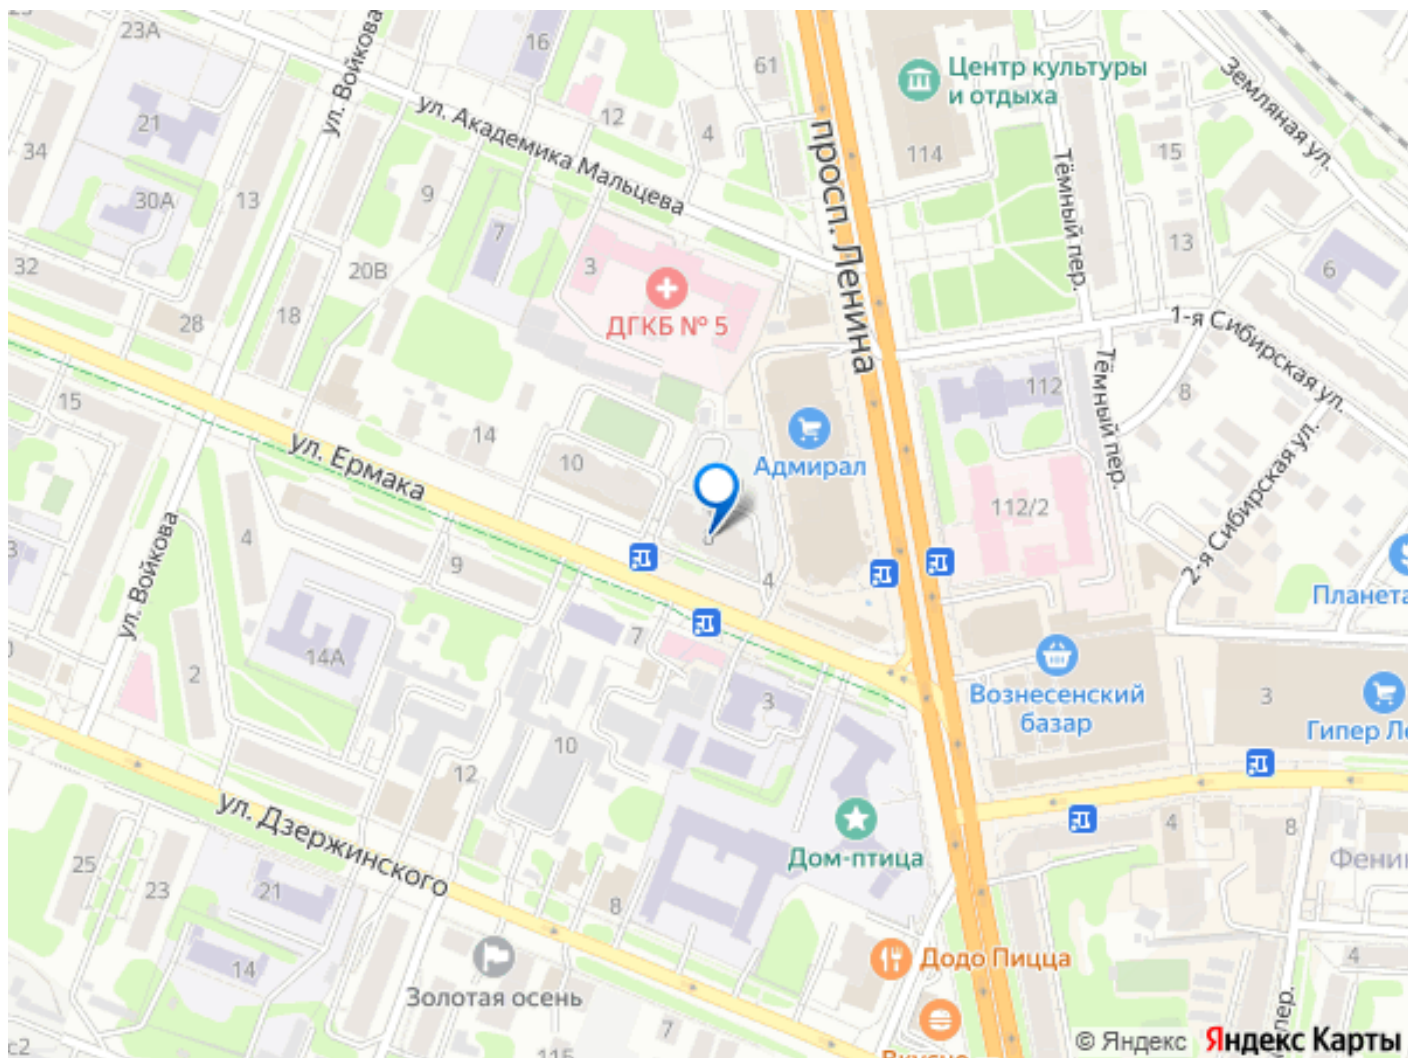 23А
ул. Войкова
16
61
Центр культуры
и отдыха
Земляная ул.
21
ул. Академика Мальцева
12
4
просп. Ленина
114
Тёмный пер.
15
34
30А
13
9
7
3
ДГКБ № 5
13
6
32
20В
28
18
1-я Сибирская ул.
Тёмный пер.
112
8
15
ул. Ермака
14
10
Адмирал
112/2
2-я Сибирская ул.
ул. Войкова
4
9
4
Планета
7
14А
2
3
Вознесенский
базар
3
Гипер Ле
10
12
ул. Дзержинского
Дом-птица
4
8
Фени
25
23
21
8
14
Золотая осень
Додо Пицца
4
пер.
7
11Б
с2
© Яндекс
Яндекс Карты